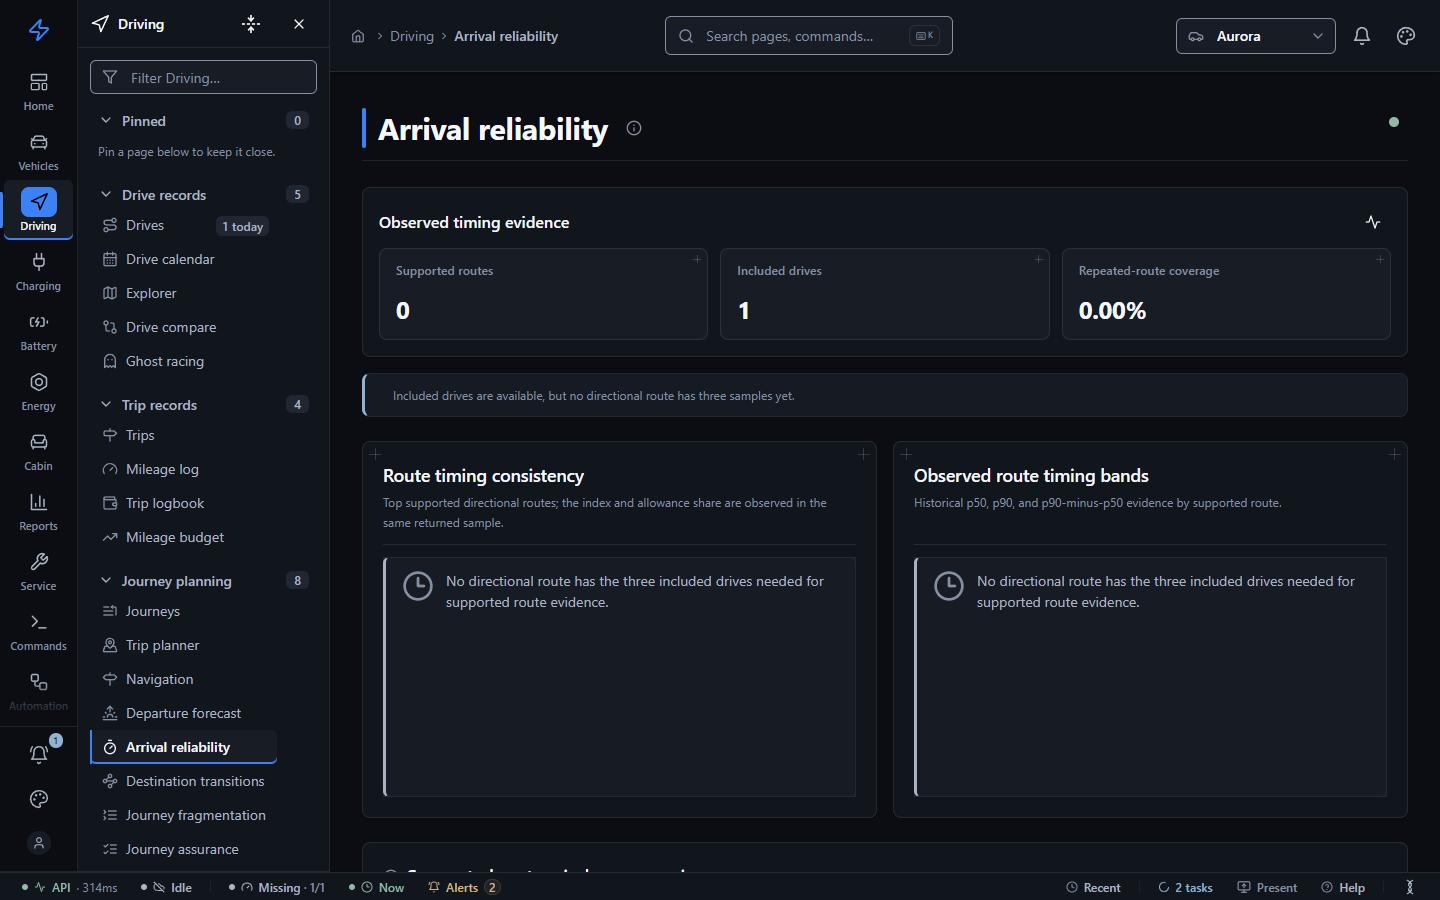 Driving
Driving
Arrival reliability
Search pages, commands...
K
Aurora
Home
Vehicles
Driving
Charging
Battery
Energy
Cabin
Reports
Service
Commands
Automation
1
Filter Driving...
Pinned
0
Pin a page below to keep it close.
Drive records
5
Drives
1 today
Drive calendar
Explorer
Drive compare
Ghost racing
Trip records
4
Trips
Mileage log
Trip logbook
Mileage budget
Journey planning
8
Journeys
Trip planner
Navigation
Departure forecast
Arrival reliability
Destination transitions
Journey fragmentation
Journey assurance
Arrival reliability
Observed timing evidence
Supported routes
0
Included drives
1
Repeated-route coverage
0.00%
Included drives are available, but no directional route has three samples yet.
Route timing consistency
Top supported directional routes; the index and allowance share are observed in the
same returned sample.
No directional route has the three included drives needed for
supported route evidence.
Observed route timing bands
Historical p50, p90, and p90-minus-p50 evidence by supported route.
No directional route has the three included drives needed for
supported route evidence.
API · 314ms
Idle
Missing · 1/1
Now
Alerts 2
Recent
2 tasks
Present
Help